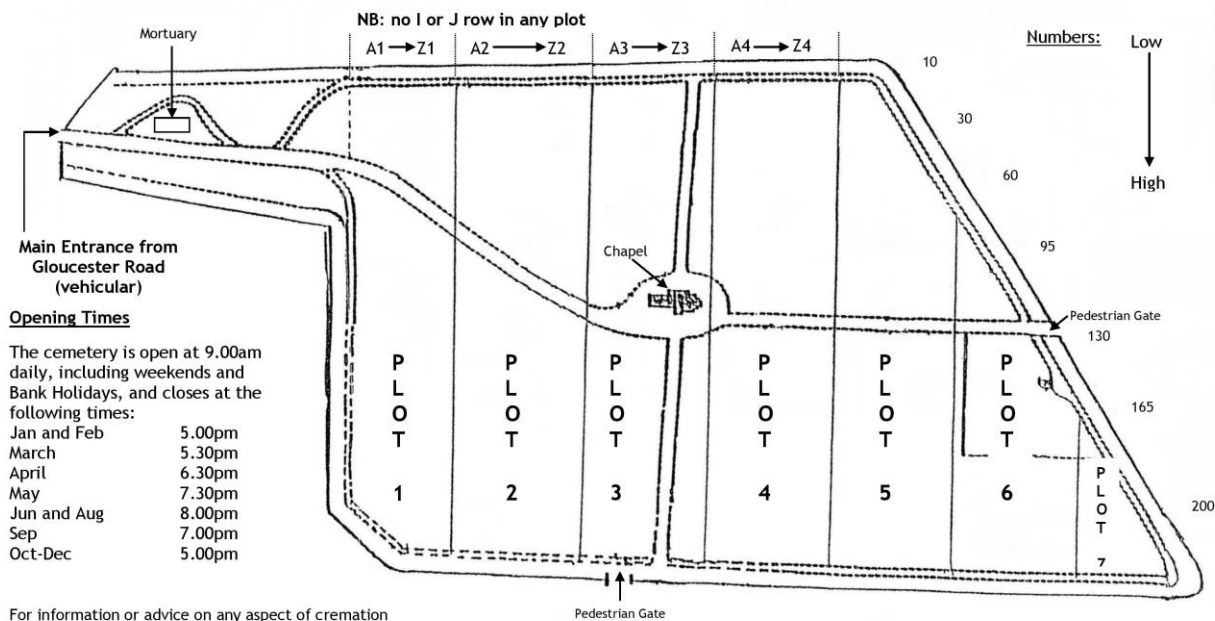 NB: no I or J row in any plot
Mortuary
A1 → Z1
A2 → Z2
A3 → Z3
A4 → Z4
Numbers:
Low
High
10
30
60
95
130
165
200
Main Entrance from
Gloucester Road
(vehicular)
Chapel
Pedestrian Gate
Opening Times
The cemetery is open at 9.00am
daily, including weekends and
Bank Holidays, and closes at the
following times:
Jan and Feb 5.00pm
March 5.30pm
April 6.30pm
May 7.30pm
Jun and Aug 8.00pm
Sep 7.00pm
Oct-Dec 5.00pm
PLOT 1
PLOT 2
PLOT 3
PLOT 4
PLOT 5
PLOT 6
PLOT 7
Pedestrian Gate
For information or advice on any aspect of cremation